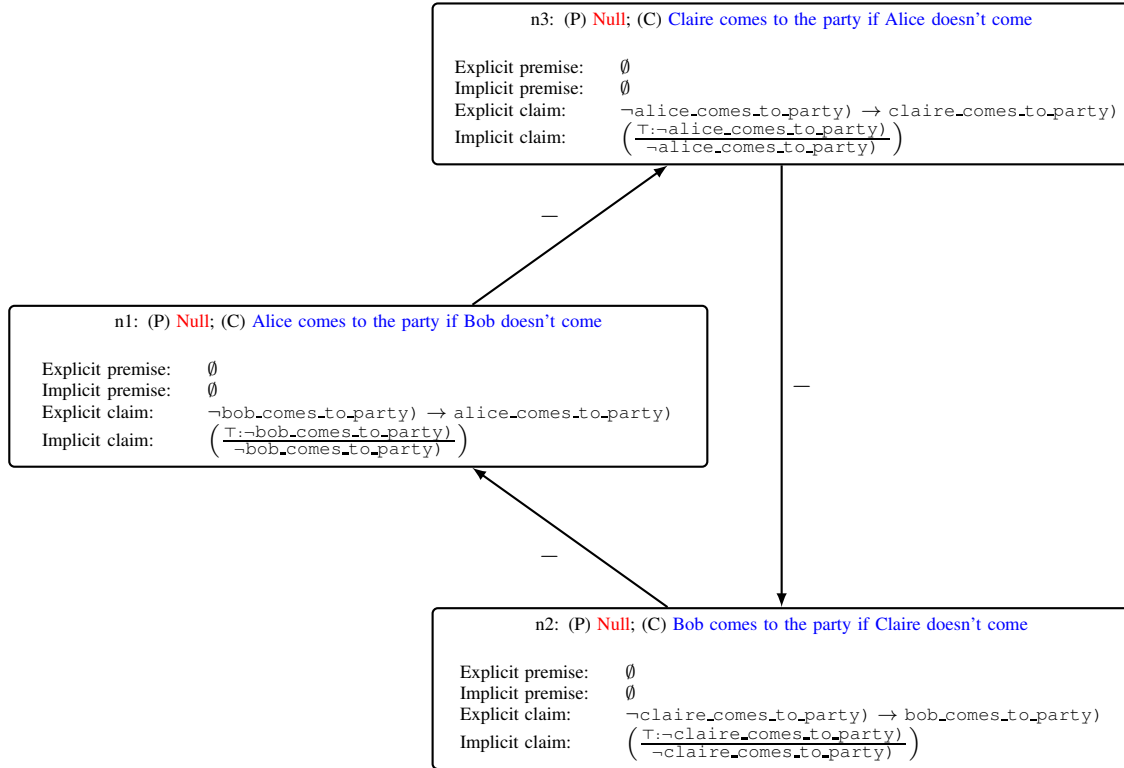 n3: (P) Null; (C) Claire comes to the party if Alice doesn't come
Explicit premise: ∅
Implicit premise: ∅
Explicit claim: ¬alice_comes_to_party) → claire_comes_to_party)
Implicit claim: (⊤:¬alice_comes_to_party)
¬alice_comes_to_party))
—
n1: (P) Null; (C) Alice comes to the party if Bob doesn't come
Explicit premise: ∅
Implicit premise: ∅
Explicit claim: ¬bob_comes_to_party) → alice_comes_to_party)
Implicit claim: (⊤:¬bob_comes_to_party)
¬bob_comes_to_party))
—
—
n2: (P) Null; (C) Bob comes to the party if Claire doesn't come
Explicit premise: ∅
Implicit premise: ∅
Explicit claim: ¬claire_comes_to_party) → bob_comes_to_party)
Implicit claim: (⊤:¬claire_comes_to_party)
¬claire_comes_to_party))